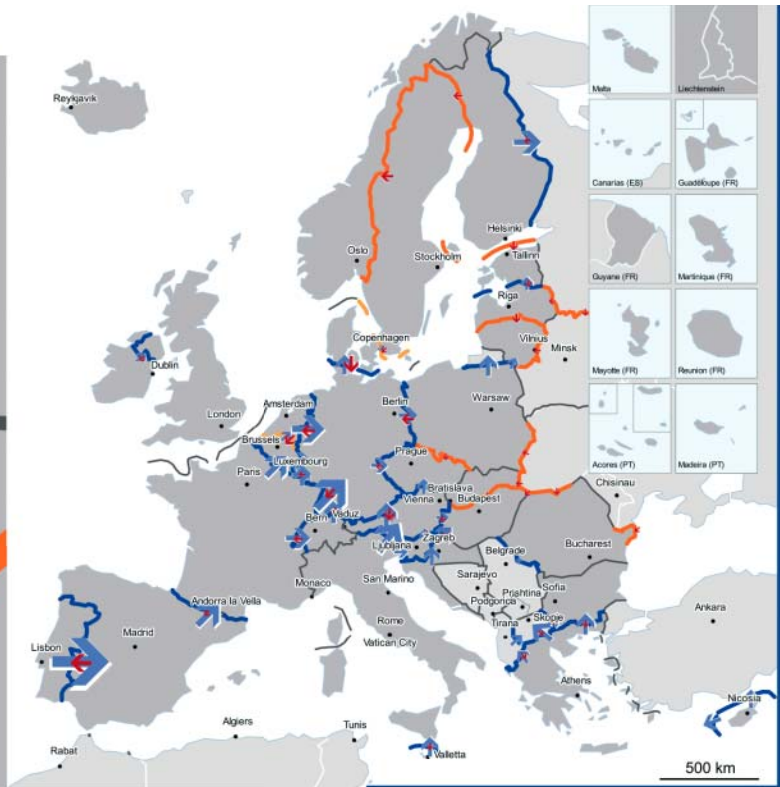 Reykjavik
Malta
Liechtenstein
Canarias (ES)
Guadeloupe (FR)
Helsinki
Oslo
Stockholm
Tallinn
Guyane (FR)
Martinique (FR)
Riga
Copenhagen
Vilnius
Minsk
Dublin
Mayotte (FR)
Reunion (FR)
Amsterdam
Berlin
Warsaw
London
Brussels
Luxembourg
Prague
Acores (PT)
Madeira (PT)
Paris
Chisinau
Bratislava
Vienna
Budapest
Bern
Vaduz
Ljubljana
Zagreb
Bucharest
Belgrade
Monaco
San Marino
Sarajevo
Prishtina
Sofia
Andorra la Vella
Podgorica
Skopje
Rome
Tirana
Ankara
Lisbon
Madrid
Vatican City
Athens
Nicosia
Algiers
Tunis
Rabat
Valletta
500 km